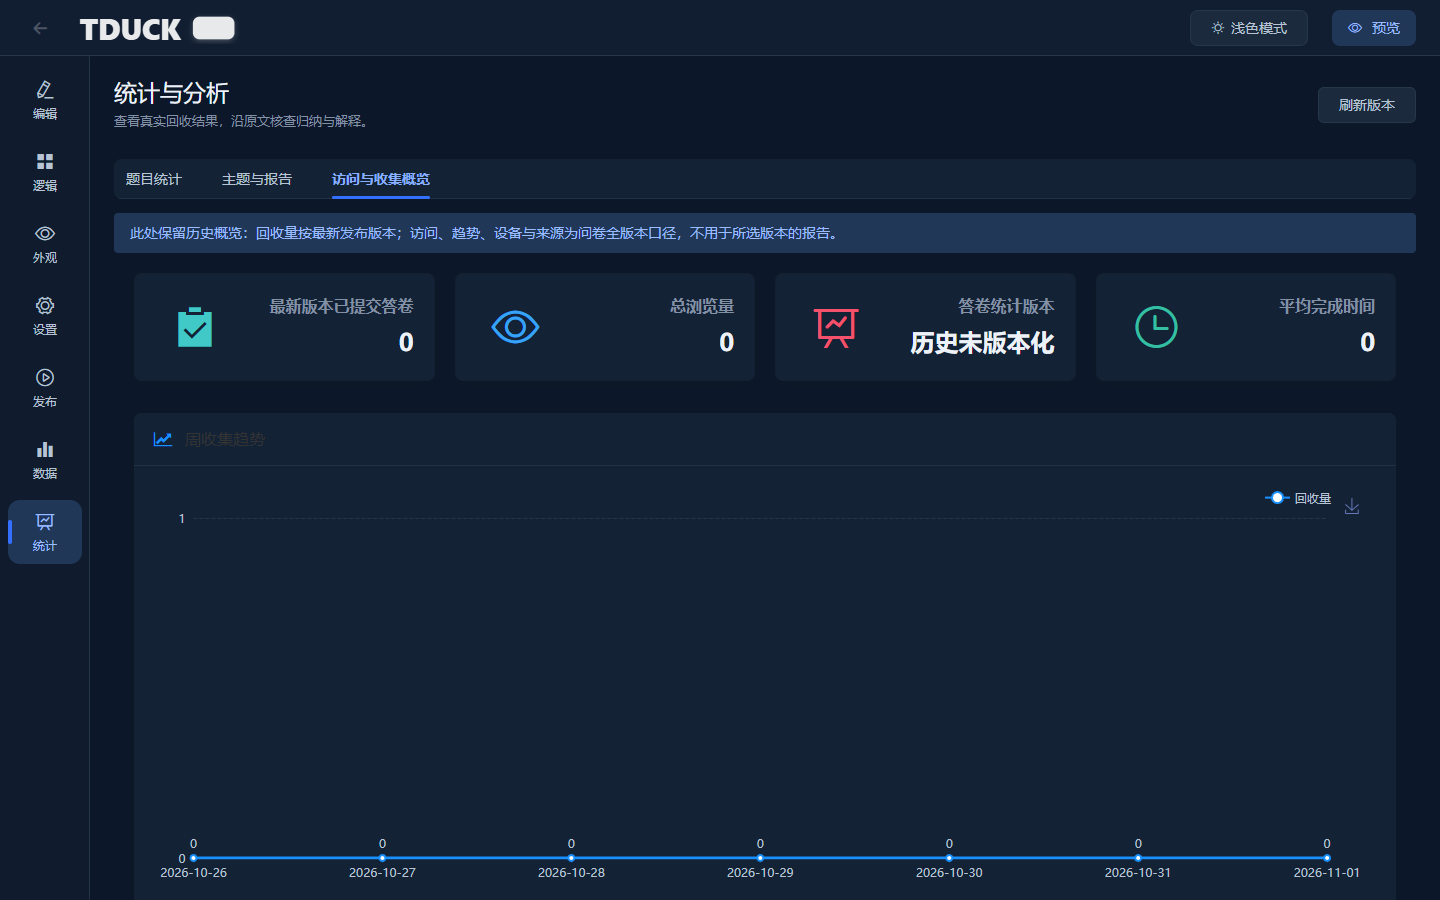 TDUCK
浅色模式
预览
编辑
逻辑
外观
设置
发布
数据
统计
统计与分析
查看真实回收结果，沿原文核查归纳与解释。
刷新版本
题目统计
主题与报告
访问与收集概览
此处保留历史概览：回收量按最新发布版本；访问、趋势、设备与来源为问卷全版本口径，不用于所选版本的报告。
最新版本已提交答卷
0
总浏览量
0
答卷统计版本
历史未版本化
平均完成时间
0
周收集趋势
回收量
1
0 0 0 0 0 0 0
0
2026-10-26 2026-10-27 2026-10-28 2026-10-29 2026-10-30 2026-10-31 2026-11-01